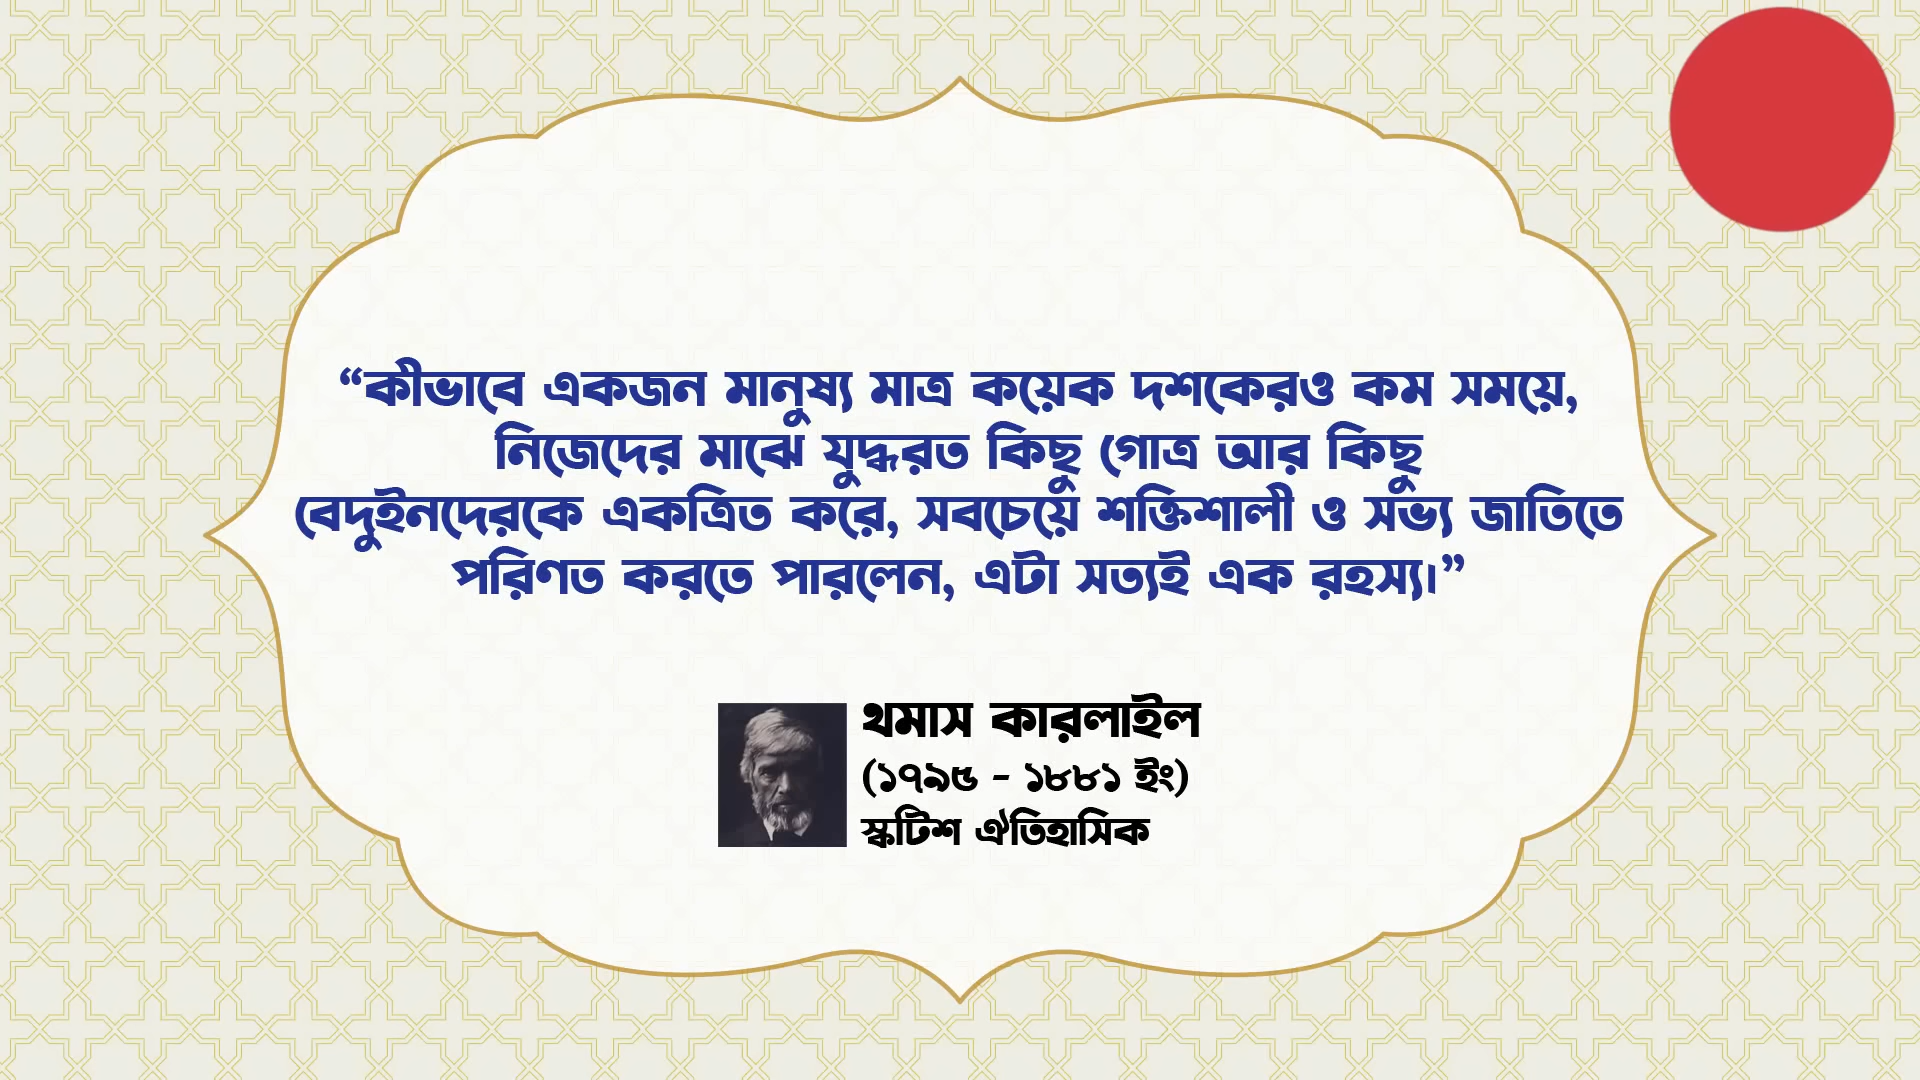 “কীভাবে একজন মানুষ্য মাত্র কয়েক দশকেরও কম সময়ে,
নিজেদের মাঝে যুদ্ধরত কিছু গোত্র আর কিছু
বেদুইনদেরকে একত্রিত করে, সবচেয়ে শক্তিশালী ও সভ্য জাতিতে
পরিণত করতে পারলেন, এটা সত্যই এক রহস্য।”
থমাস কারলাইল
(১৭৯৫ - ১৮৮১ ইং)
স্কটিশ ঐতিহাসিক